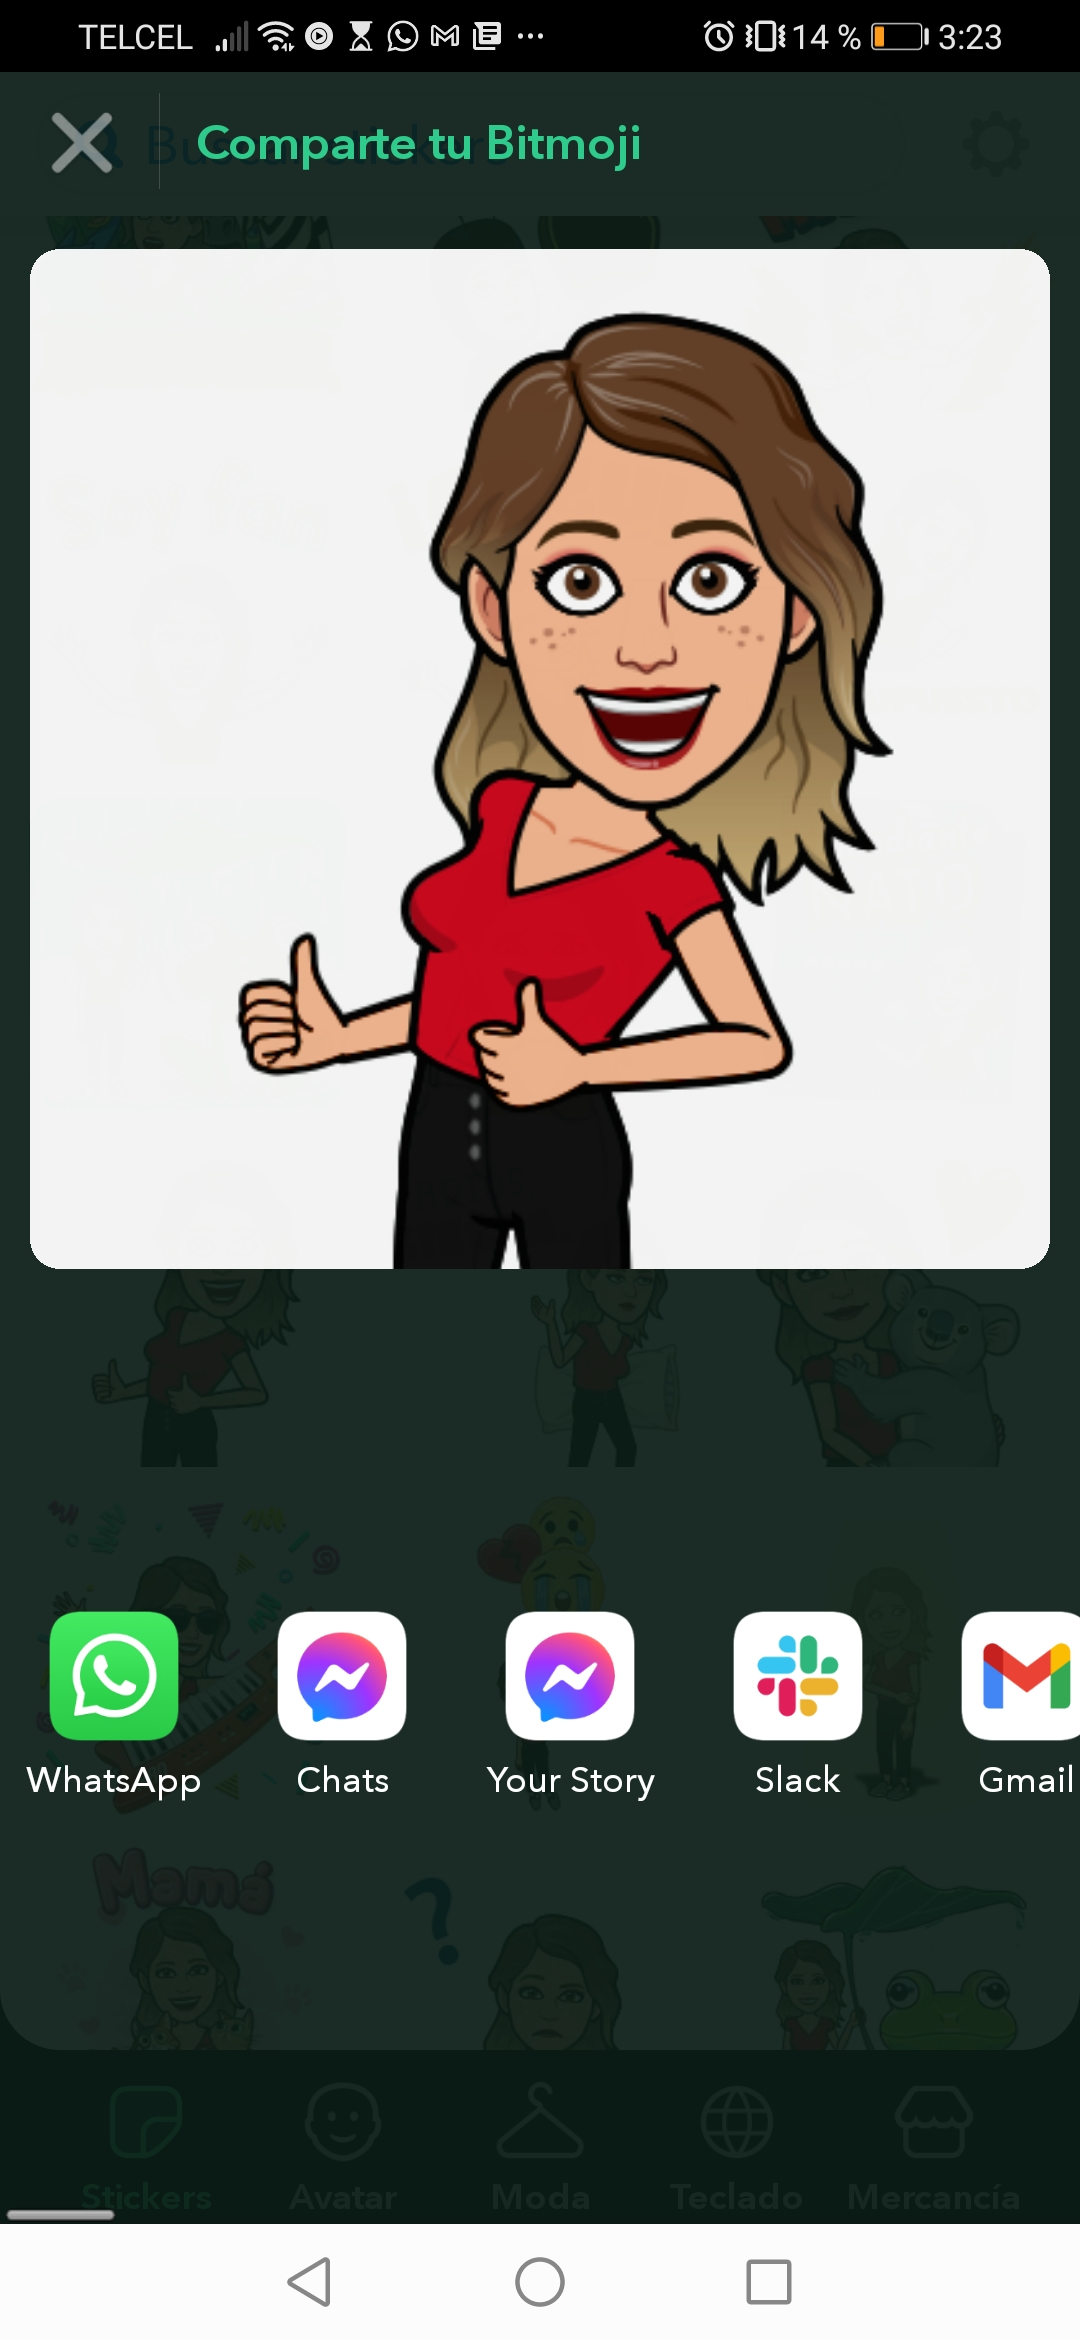 TELCEL 14 % 3:23
Comparte tu Bitmoji
WhatsApp Chats Your Story Slack Gmail
Mamá
?
Stickers Avatar Moda Teclado Mercancía